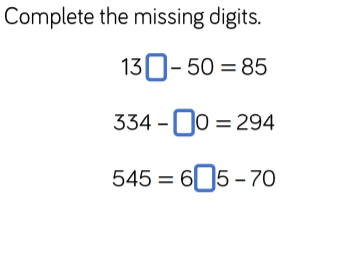 Complete the missing digits.
13□ - 50 = 85
334 - □0 = 294
545 = 6□5 - 70